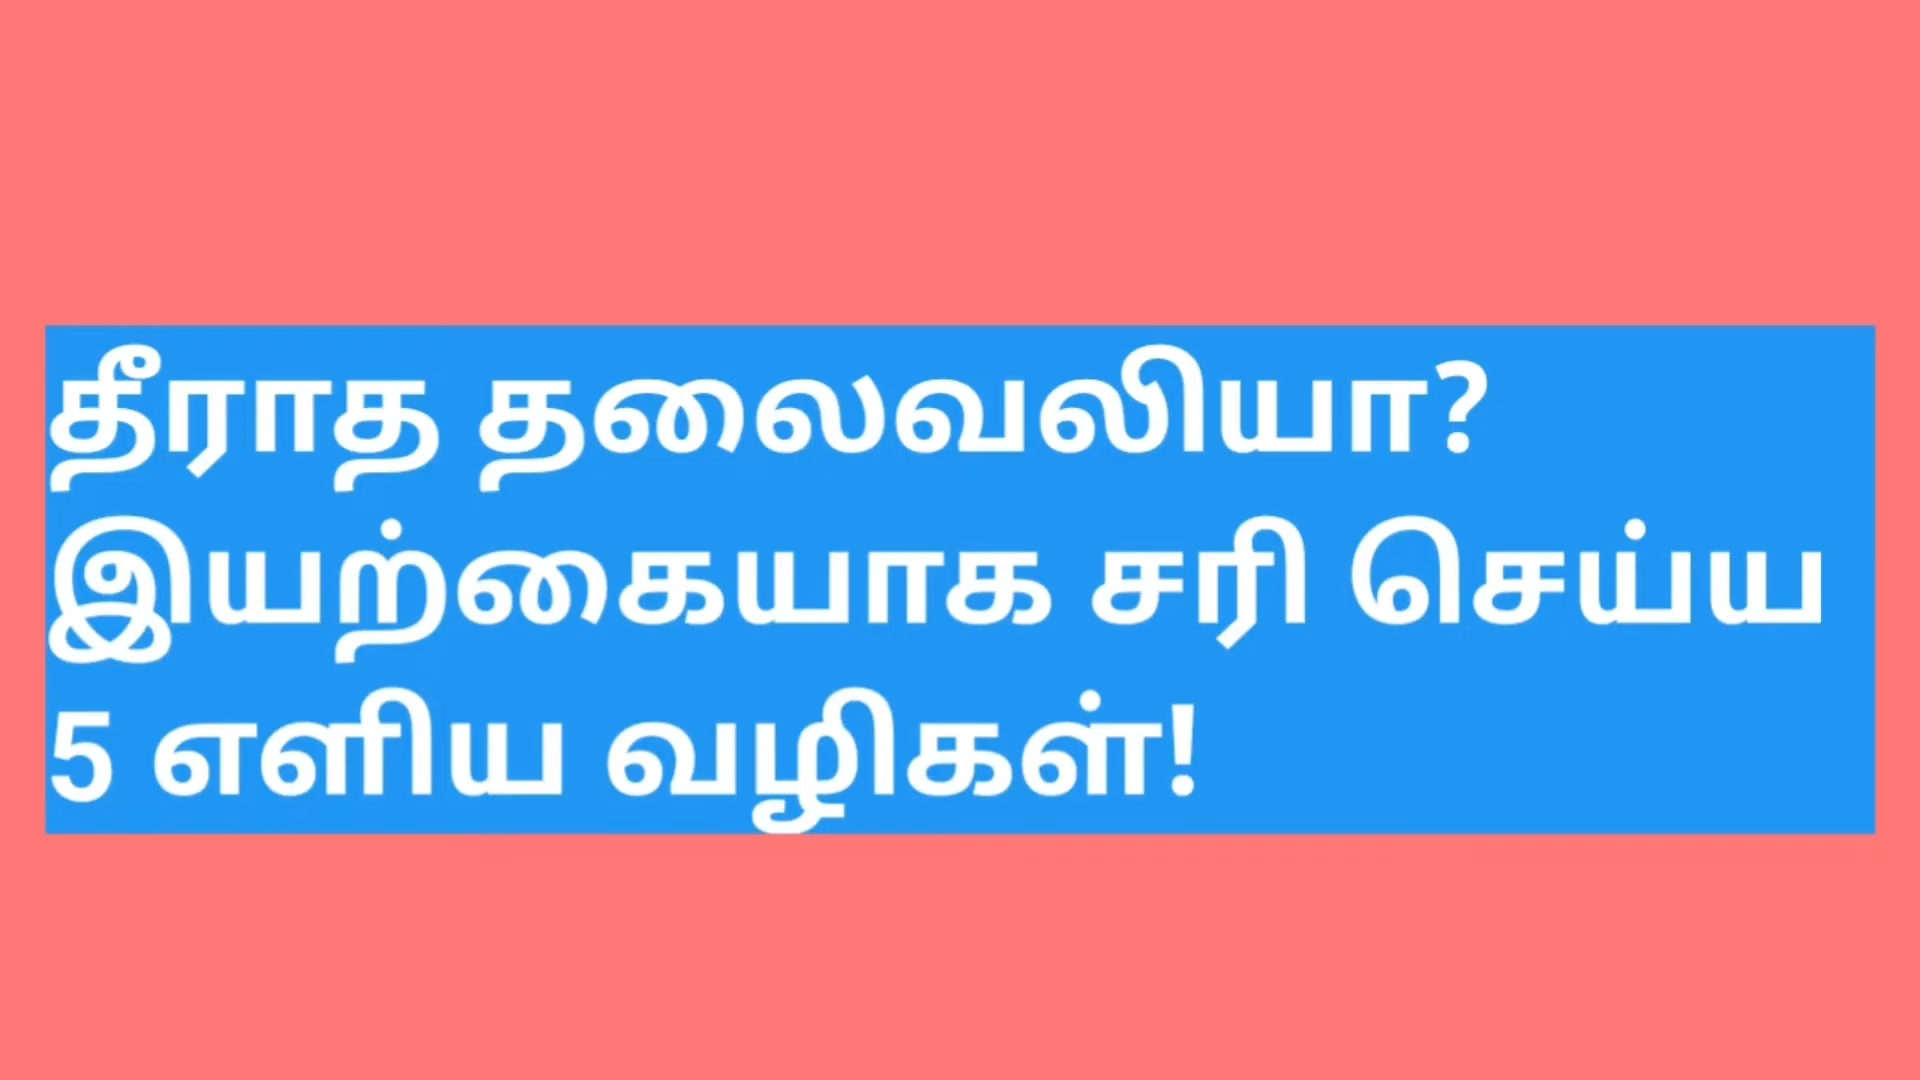 தீராத தலைவலியா?
இயற்கையாக சரி செய்ய
5 எளிய வழிகள்!